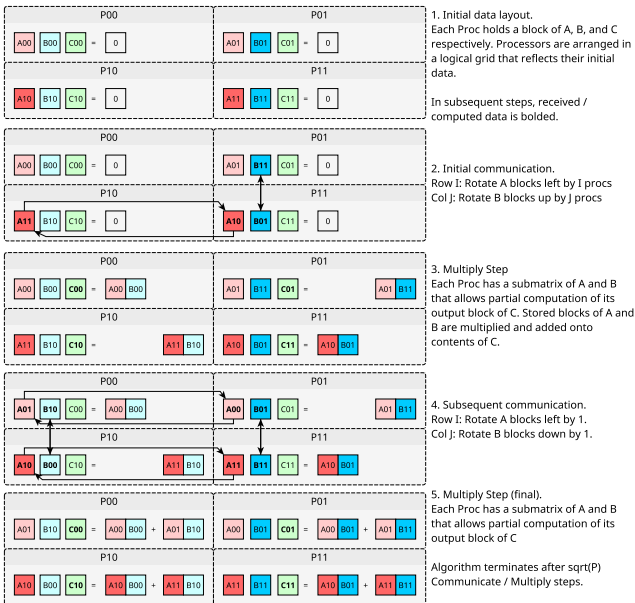 P00
P01
A00 B00 C00 = 0
A01 B01 C01 = 0
P10
P11
A10 B10 C10 = 0
A11 B11 C11 = 0
1. Initial data layout.
Each Proc holds a block of A, B, and C
respectively. Processors are arranged in
a logical grid that reflects their initial
data.
In subsequent steps, received /
computed data is bolded.
P00
P01
A00 B00 C00 = 0
A01 B11 C01 = 0
P10
P11
A11 B10 C10 = 0
A10 B01 C11 = 0
2. Initial communication.
Row I: Rotate A blocks left by I procs
Col J: Rotate B blocks up by J procs
P00
P01
A00 B00 C00 = A00 B00
A01 B11 C01 = A01 B11
P10
P11
A11 B10 C10 = A11 B10
A10 B01 C11 = A10 B01
3. Multiply Step
Each Proc has a submatrix of A and B
that allows partial computation of its
output block of C. Stored blocks of A and
B are multiplied and added onto
contents of C.
P00
P01
A01 B10 C00 = A00 B00
A00 B01 C01 = A01 B11
P10
P11
A10 B00 C10 = A11 B10
A11 B11 C11 = A10 B01
4. Subsequent communication.
Row I: Rotate A blocks left by 1.
Col J: Rotate B blocks down by 1.
P00
P01
A01 B10 C00 = A00 B00 + A01 B10
A00 B01 C01 = A00 B01 + A01 B11
P10
P11
A10 B00 C10 = A10 B00 + A11 B10
A11 B11 C11 = A10 B01 + A11 B11
5. Multiply Step (final).
Each Proc has a submatrix of A and B
that allows partial computation of its
output block of C
Algorithm terminates after sqrt(P)
Communicate / Multiply steps.